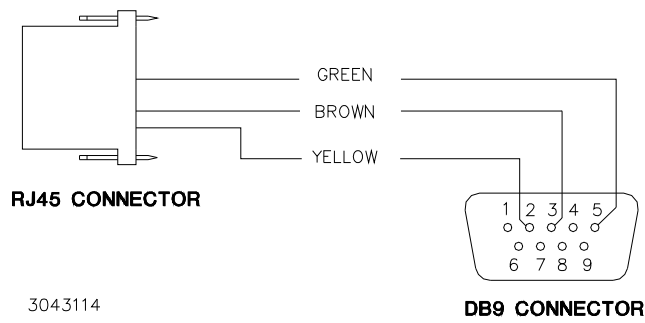 GREEN
BROWN
YELLOW
RJ45 CONNECTOR
1 2 3 4 5
6 7 8 9
3043114
DB9 CONNECTOR